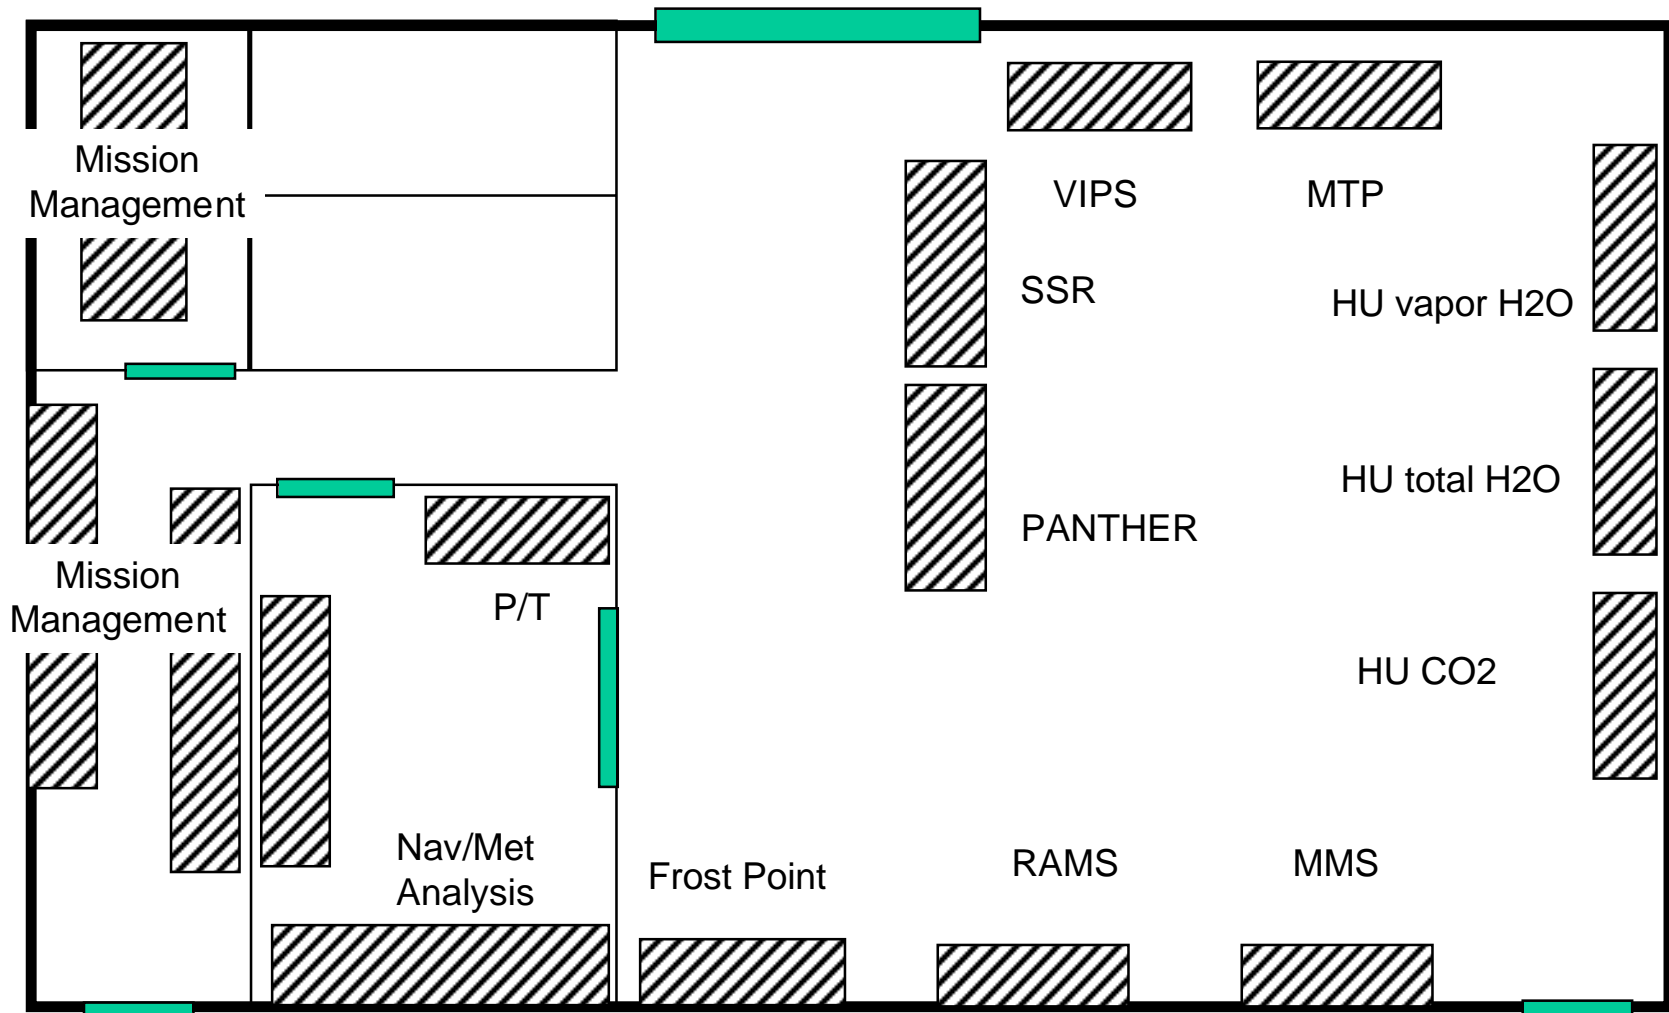 Mission
Management
VIPS
MTP
SSR
HU vapor H2O
HU total H2O
PANTHER
Mission
Management
P/T
HU CO2
Nav/Met
Analysis
Frost Point
RAMS
MMS